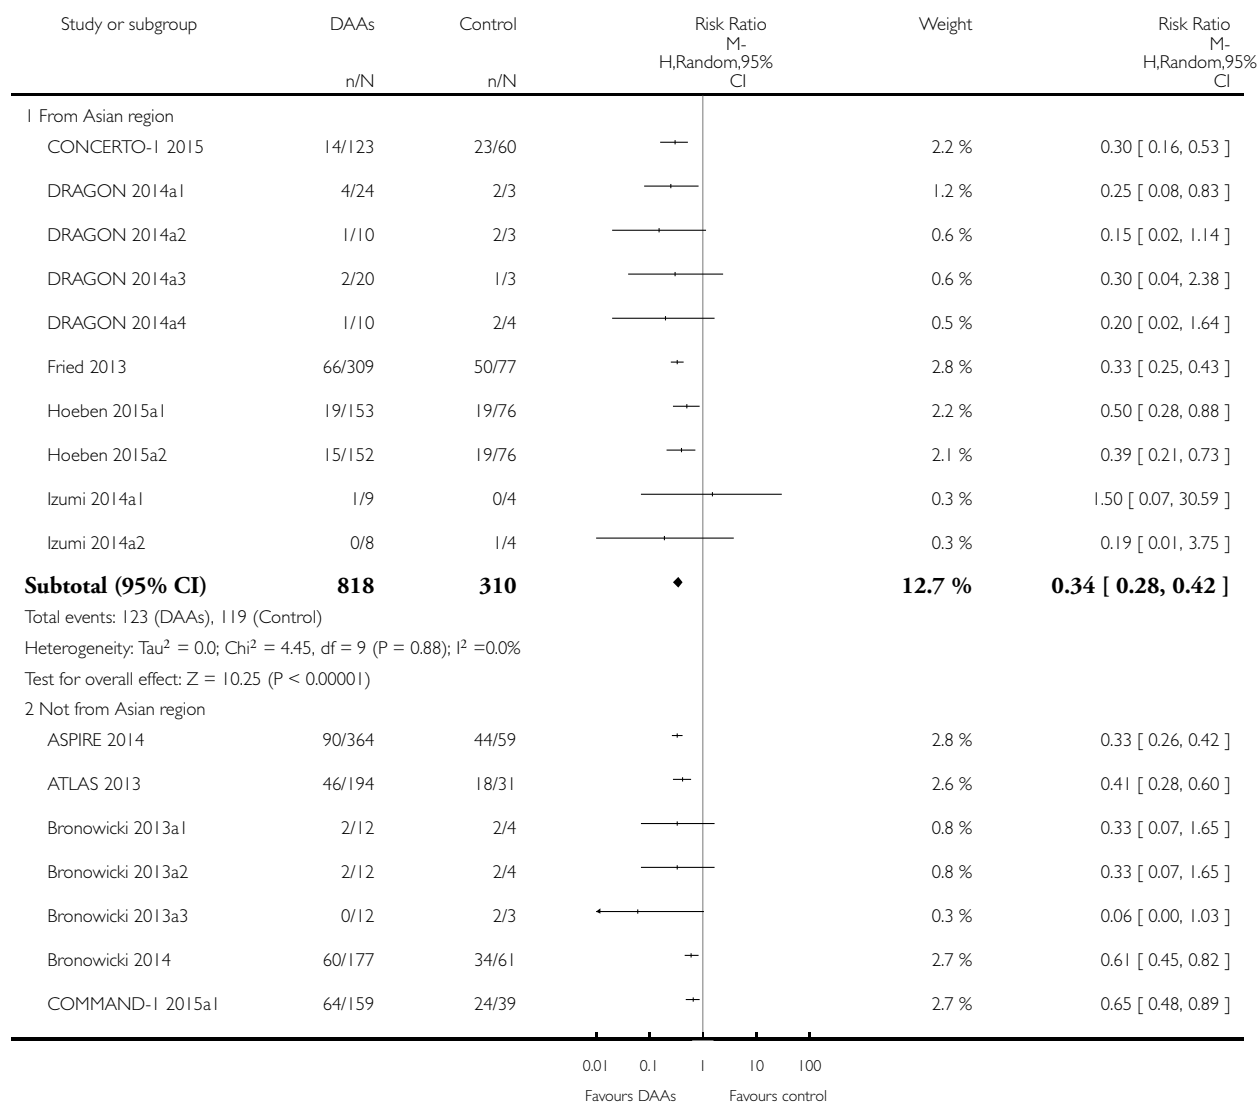 Study or subgroup DAAs Control Risk Ratio Weight Risk Ratio
M- M-
H,Random,95% H,Random,95%
n/N n/N CI CI
1 From Asian region
CONCERTO-1 2015 14/123 23/60 2.2 % 0.30 [ 0.16, 0.53 ]
DRAGON 2014a1 4/24 2/3 1.2 % 0.25 [ 0.08, 0.83 ]
DRAGON 2014a2 1/10 2/3 0.6 % 0.15 [ 0.02, 1.14 ]
DRAGON 2014a3 2/20 1/3 0.6 % 0.30 [ 0.04, 2.38 ]
DRAGON 2014a4 1/10 2/4 0.5 % 0.20 [ 0.02, 1.64 ]
Fried 2013 66/309 50/77 2.8 % 0.33 [ 0.25, 0.43 ]
Hoeben 2015a1 19/153 19/76 2.2 % 0.50 [ 0.28, 0.88 ]
Hoeben 2015a2 15/152 19/76 2.1 % 0.39 [ 0.21, 0.73 ]
Izumi 2014a1 1/9 0/4 0.3 % 1.50 [ 0.07, 30.59 ]
Izumi 2014a2 0/8 1/4 0.3 % 0.19 [ 0.01, 3.75 ]
Subtotal (95% CI) 818 310 12.7 % 0.34 [ 0.28, 0.42 ]
Total events: 123 (DAAs), 119 (Control)
Heterogeneity: Tau² = 0.0; Chi² = 4.45, df = 9 (P = 0.88); I² =0.0%
Test for overall effect: Z = 10.25 (P < 0.00001)
2 Not from Asian region
ASPIRE 2014 90/364 44/59 2.8 % 0.33 [ 0.26, 0.42 ]
ATLAS 2013 46/194 18/31 2.6 % 0.41 [ 0.28, 0.60 ]
Bronowicki 2013a1 2/12 2/4 0.8 % 0.33 [ 0.07, 1.65 ]
Bronowicki 2013a2 2/12 2/4 0.8 % 0.33 [ 0.07, 1.65 ]
Bronowicki 2013a3 0/12 2/3 0.3 % 0.06 [ 0.00, 1.03 ]
Bronowicki 2014 60/177 34/61 2.7 % 0.61 [ 0.45, 0.82 ]
COMMAND-1 2015a1 64/159 24/39 2.7 % 0.65 [ 0.48, 0.89 ]
0.01 0.1 1 10 100
Favours DAAs Favours control